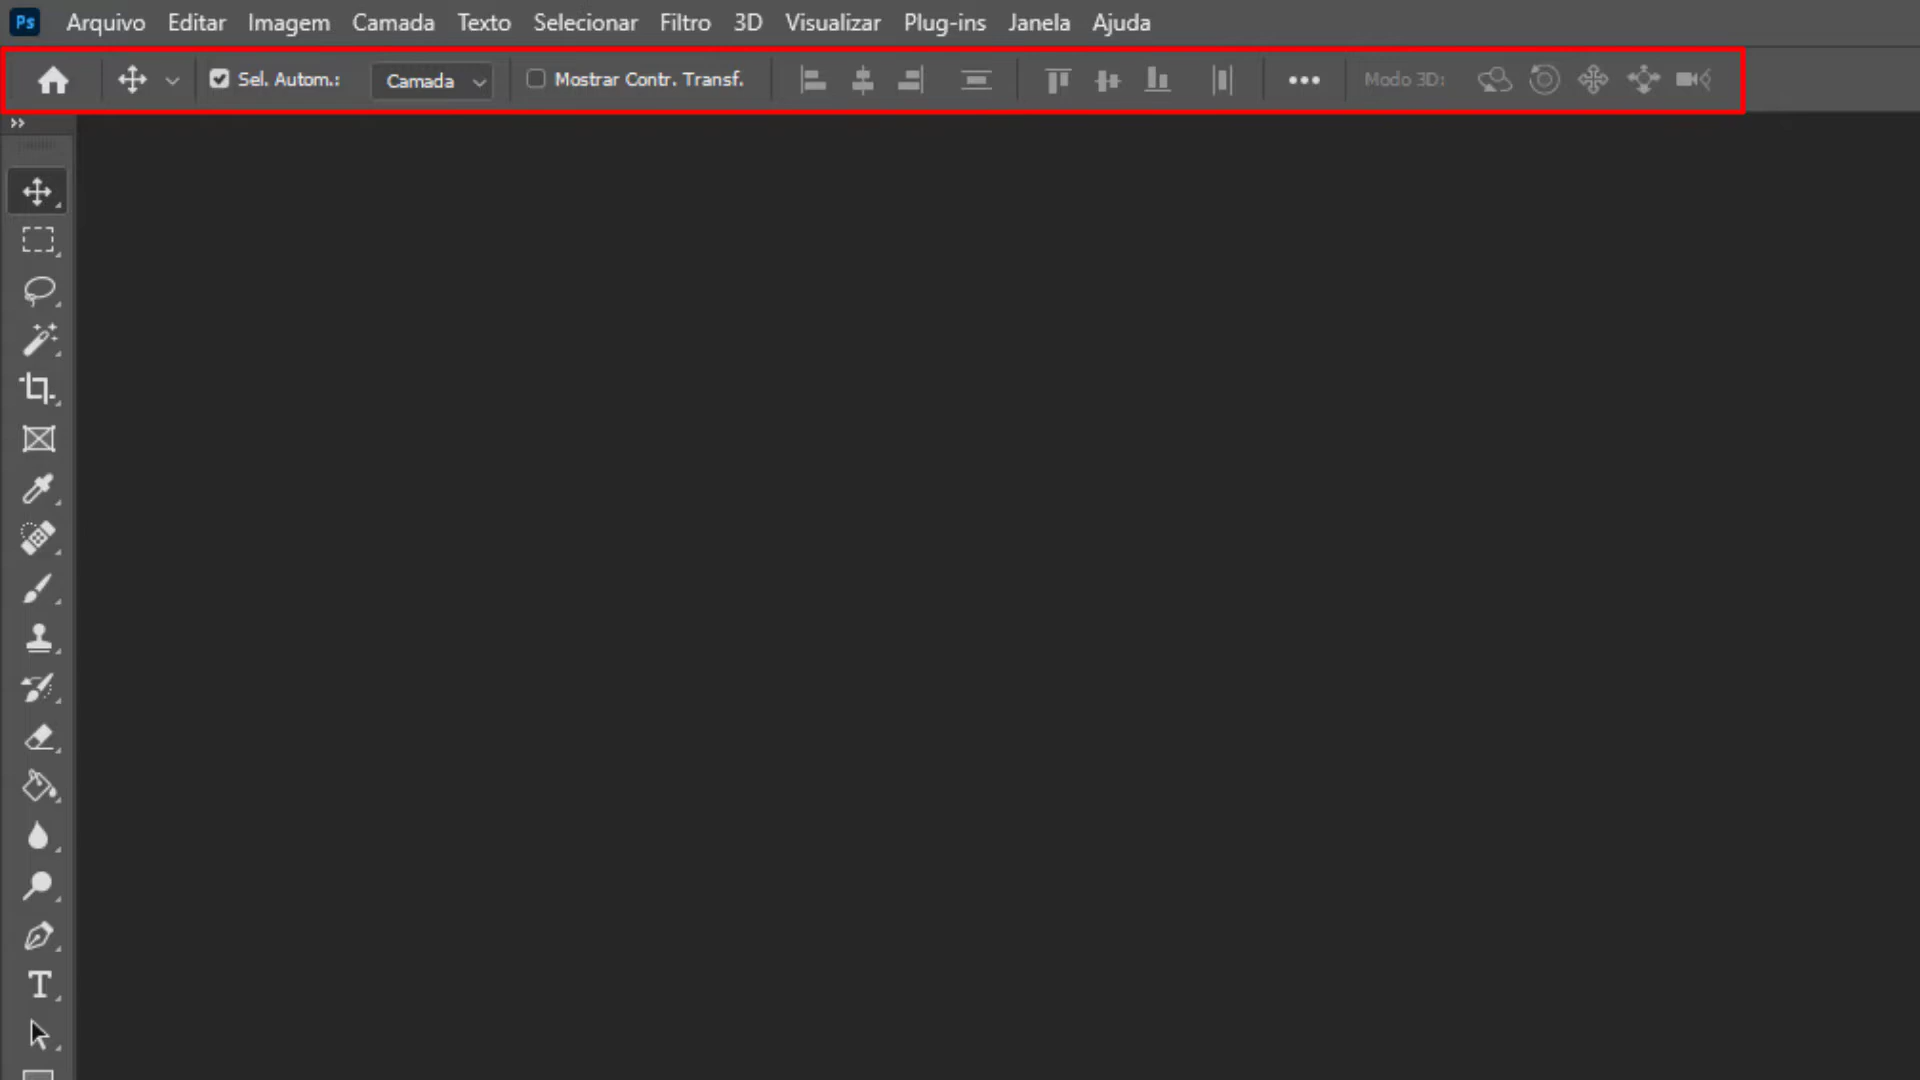 Ps Arquivo Editar Imagem Camada Texto Selecionar Filtro 3D Visualizar Plug-ins Janela Ajuda
Sel. Autom.: Camada Mostrar Contr. Transf. Modo 3D: